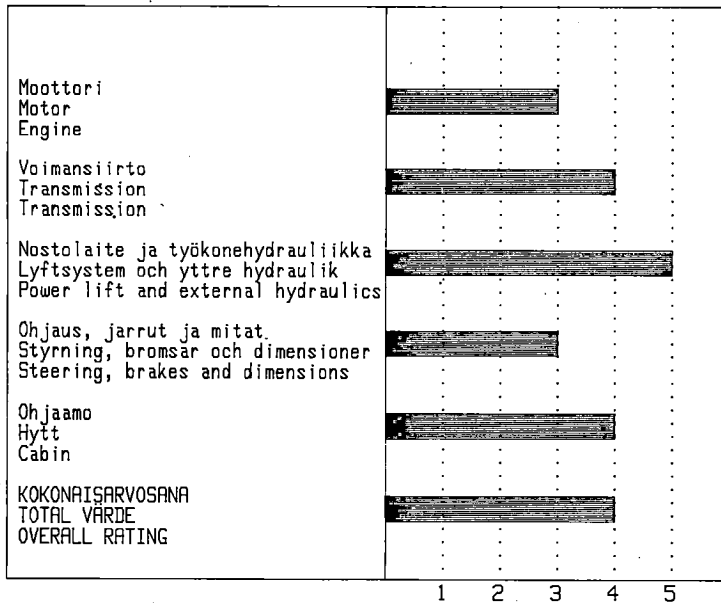 Moottori
Motor
Engine
Voimansiirto
Transmission
Transmission
Nostolaite ja työkonehydrauliikka
Lyftsystem och yttre hydraulik
Power lift and external hydraulics
Ohjaus, jarrut ja mitat
Styrning, bromsar och dimensioner
Steering, brakes and dimensions
Ohjaamo
Hytt
Cabin
KOKONAISARVOSANA
TOTAL VÄRDE
OVERALL RATING
1 2 3 4 5